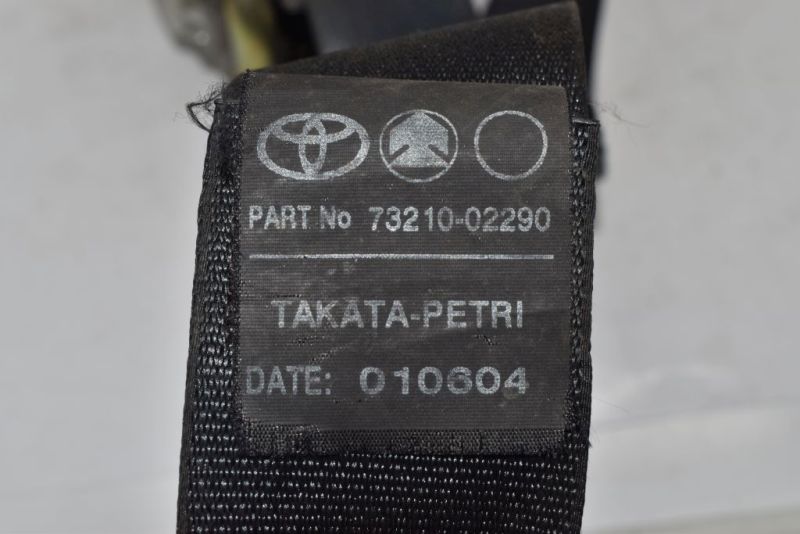 PART No 73210-02290
TAKATA-PETRI
DATE: 010604